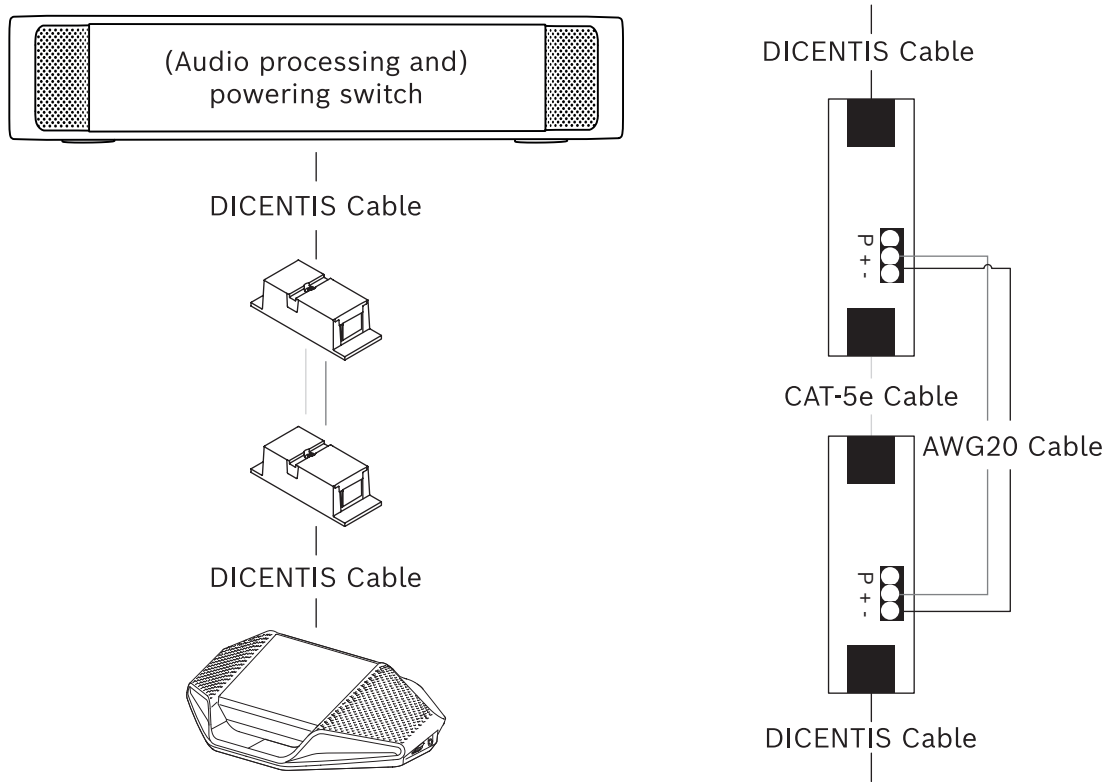 (Audio processing and)
powering switch
DICENTIS Cable
DICENTIS Cable
DICENTIS Cable
P + -
CAT-5e Cable
AWG20 Cable
P + -
DICENTIS Cable